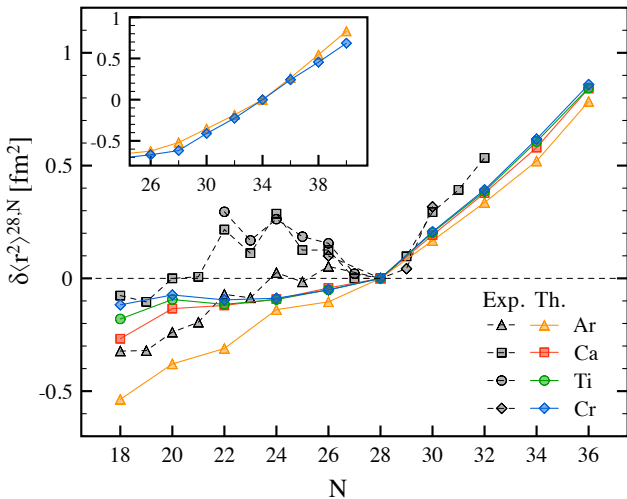 1
0.5
0
-0.5
26 30 34 38
1
0.5
0
-0.5
δ⟨r²⟩²⁸,ᴺ [fm²]
Exp. Th.
Ar
Ca
Ti
Cr
18 20 22 24 26 28 30 32 34 36
N